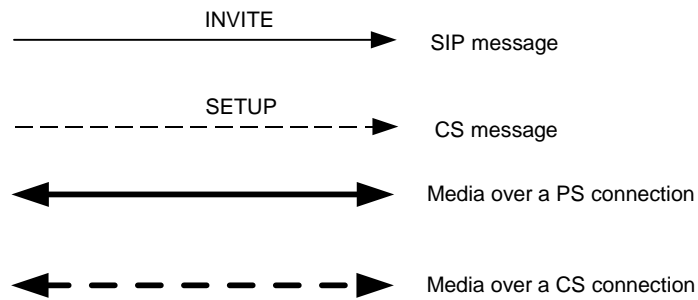 INVITE
SIP message
SETUP
CS message
Media over a PS connection
Media over a CS connection